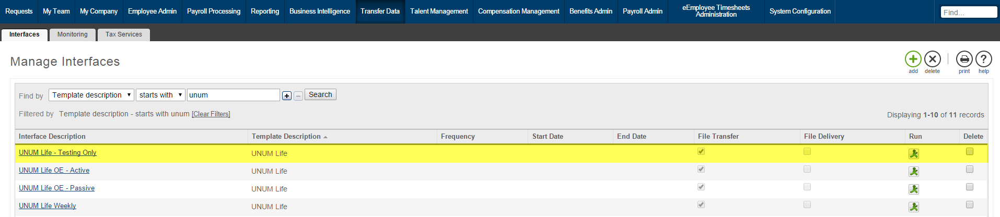 Requests My Team My Company Employee Admin Payroll Processing Reporting Business Intelligence Transfer Data Talent Management Compensation Management Benefits Admin Payroll Admin eEmployee Timesheets Administration System Configuration Find...
Interfaces Monitoring Tax Services
Manage Interfaces
add delete print help
Find by Template description starts with unum Search
Filtered by Template description - starts with unum [Clear Filters]
Displaying 1-10 of 11 records
Interface Description Template Description Frequency Start Date End Date File Transfer File Delivery Run Delete
UNUM Life - Testing Only UNUM Life
UNUM Life OE - Active UNUM Life
UNUM Life OE - Passive UNUM Life
UNUM Life Weekly UNUM Life